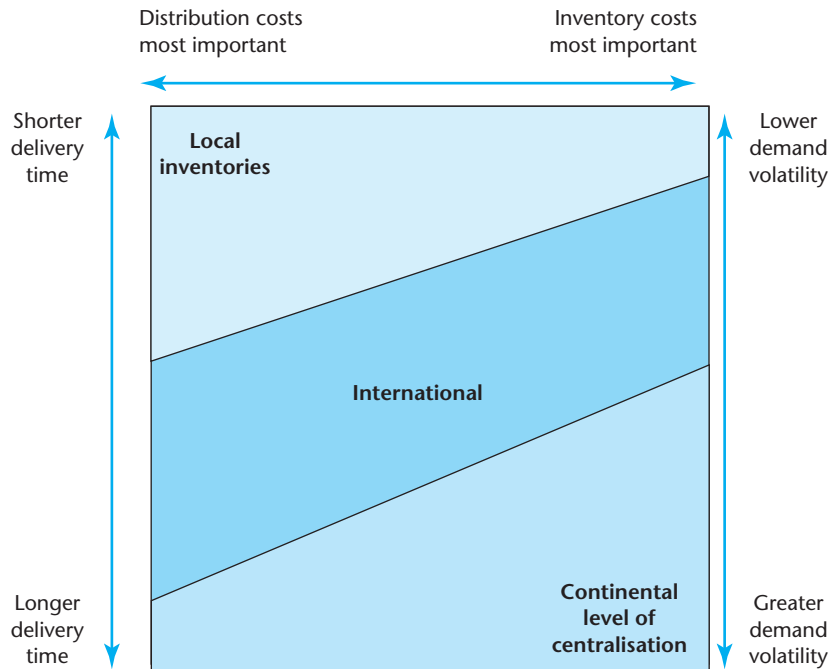 Distribution costs
most important
Inventory costs
most important
Shorter
delivery
time
Local
inventories
Lower
demand
volatility
International
Longer
delivery
time
Continental
level of
centralisation
Greater
demand
volatility